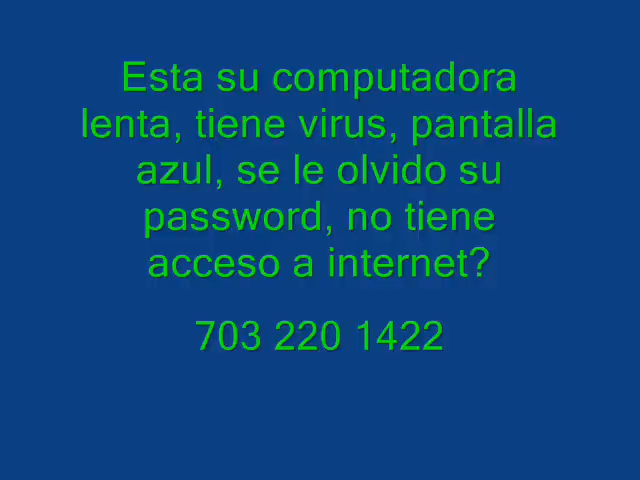 Esta su computadora
lenta, tiene virus, pantalla
azul, se le olvido su
password, no tiene
acceso a internet?
703 220 1422